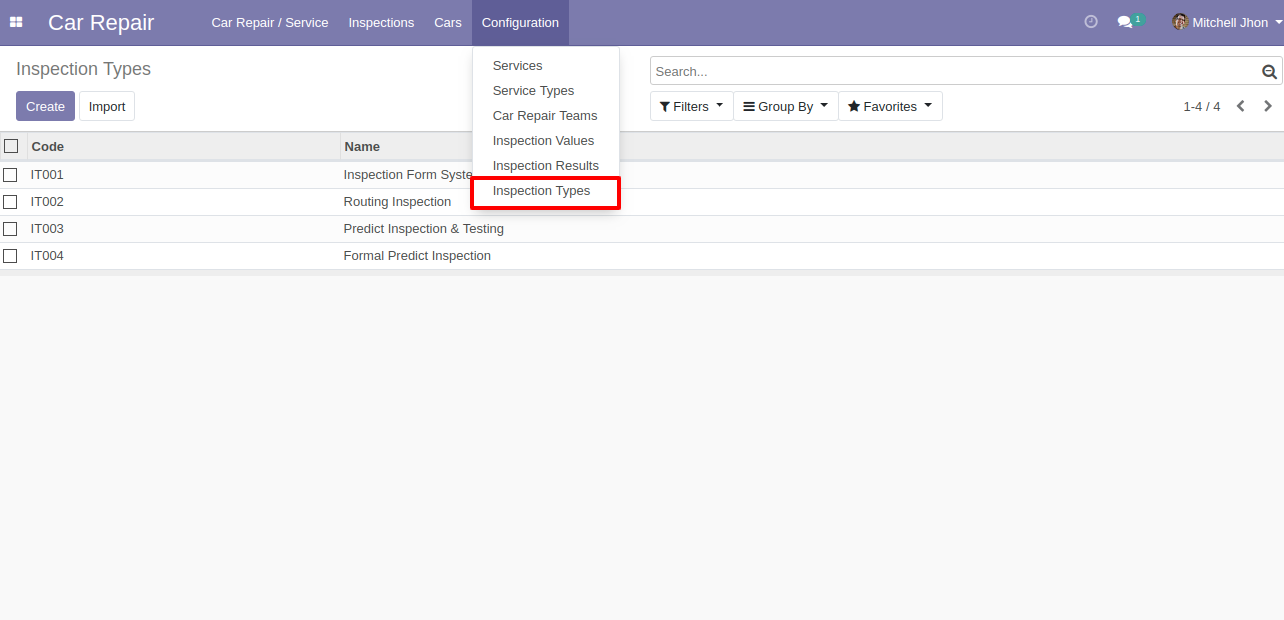 Car Repair Car Repair / Service Inspections Cars Configuration 1 Mitchell Jhon
Inspection Types
Search...
Create Import
Filters Group By Favorites 1-4 / 4
Services
Service Types
Car Repair Teams
Inspection Values
Inspection Results
Inspection Types
Code Name
IT001 Inspection Form Syste
IT002 Routing Inspection
IT003 Predict Inspection & Testing
IT004 Formal Predict Inspection